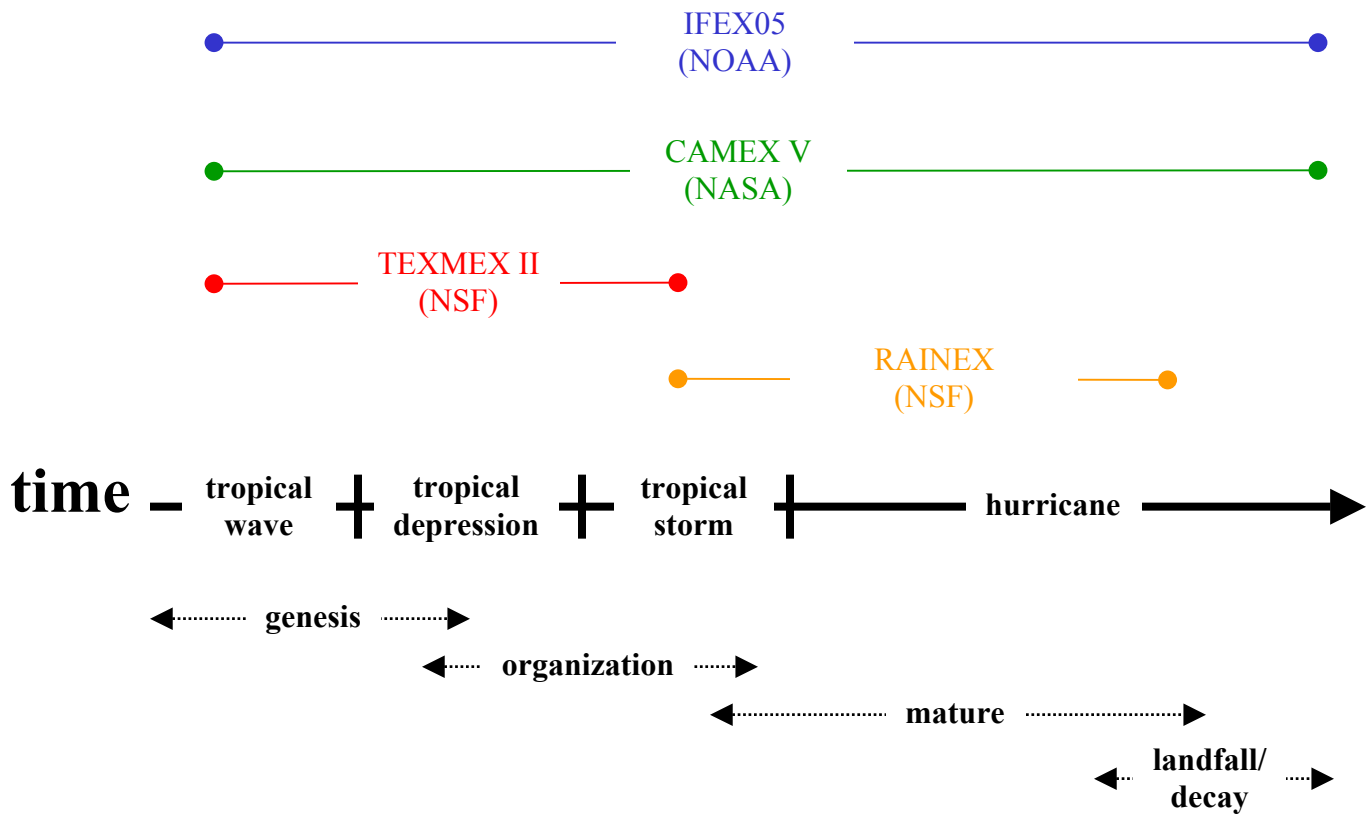 IFEX05
(NOAA)
CAMEX V
(NASA)
TEXMEX II
(NSF)
RAINEX
(NSF)
time
tropical
wave
tropical
depression
tropical
storm
hurricane
genesis
organization
mature
landfall/
decay